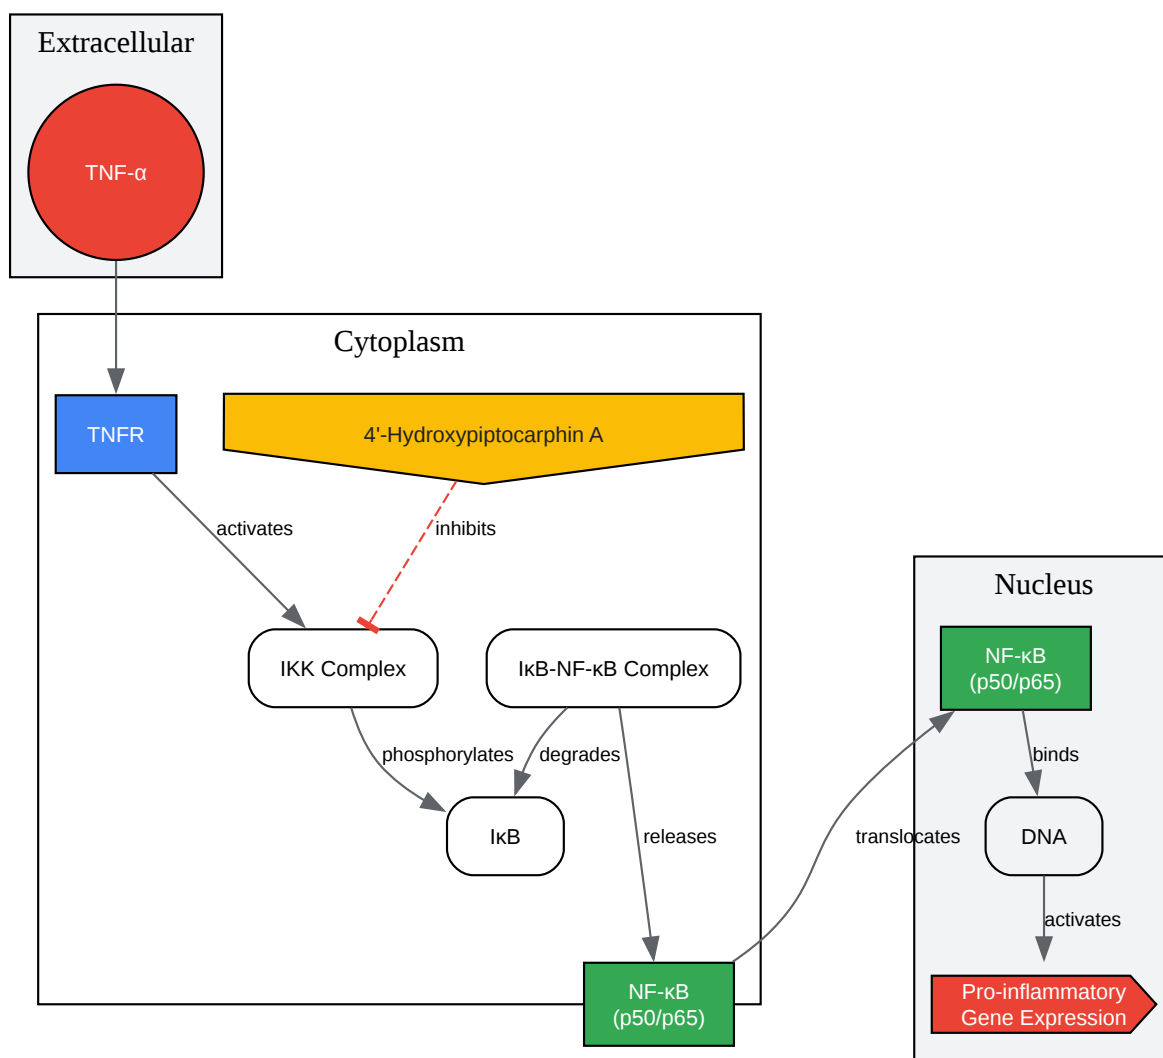 Extracellular
TNF-α
Cytoplasm
TNFR
4'-Hydroxypiptocarphin A
activates
inhibits
IKK Complex
IκB-NF-κB Complex
phosphorylates
degrades
IκB
releases
NF-κB
(p50/p65)
translocates
Nucleus
NF-κB
(p50/p65)
binds
DNA
activates
Pro-inflammatory
Gene Expression